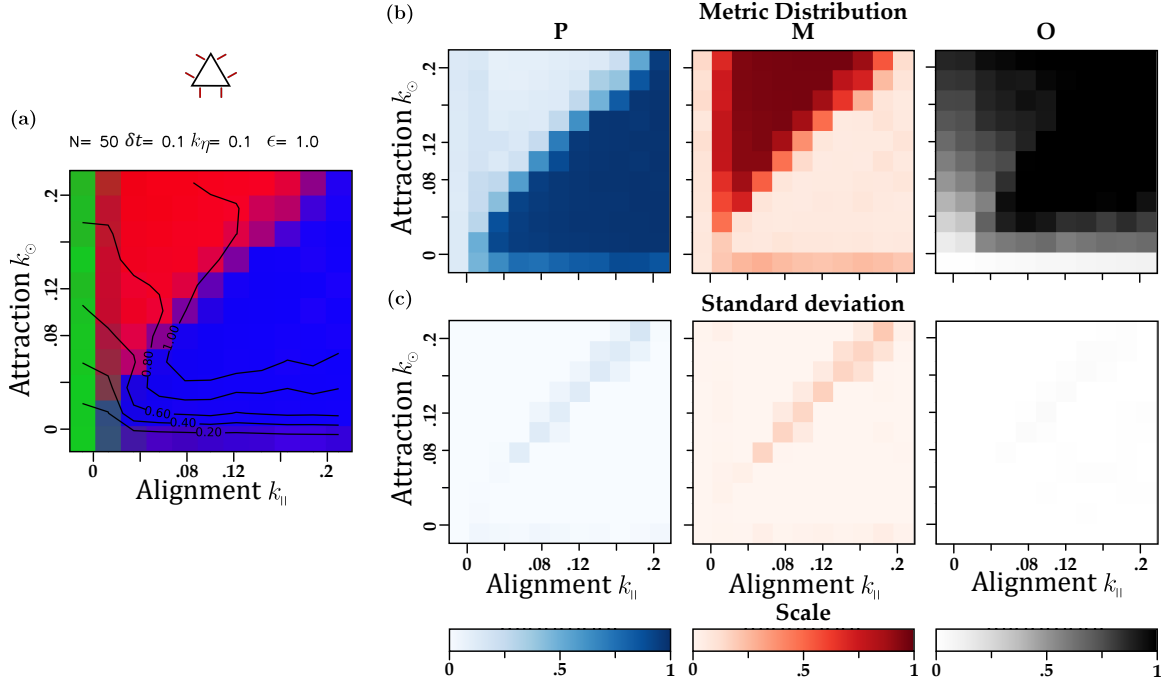 (a)
N= 50 δt= 0.1 kη= 0.1 ϵ= 1.0
Attraction k⊙
.2
.12
.08
0
1.00
0.80
0.60
0.40
0.20
0 .08 .12 .2
Alignment k||
(b)
Metric Distribution
P M O
Attraction k⊙
.2
.12
.08
0
(c)
Standard deviation
Attraction k⊙
.2
.12
.08
0
0 .08 .12 .2 0 .08 .12 .2 0 .08 .12 .2
Alignment k|| Alignment k|| Alignment k||
Scale
0 .5 1 0 .5 1 0 .5 1